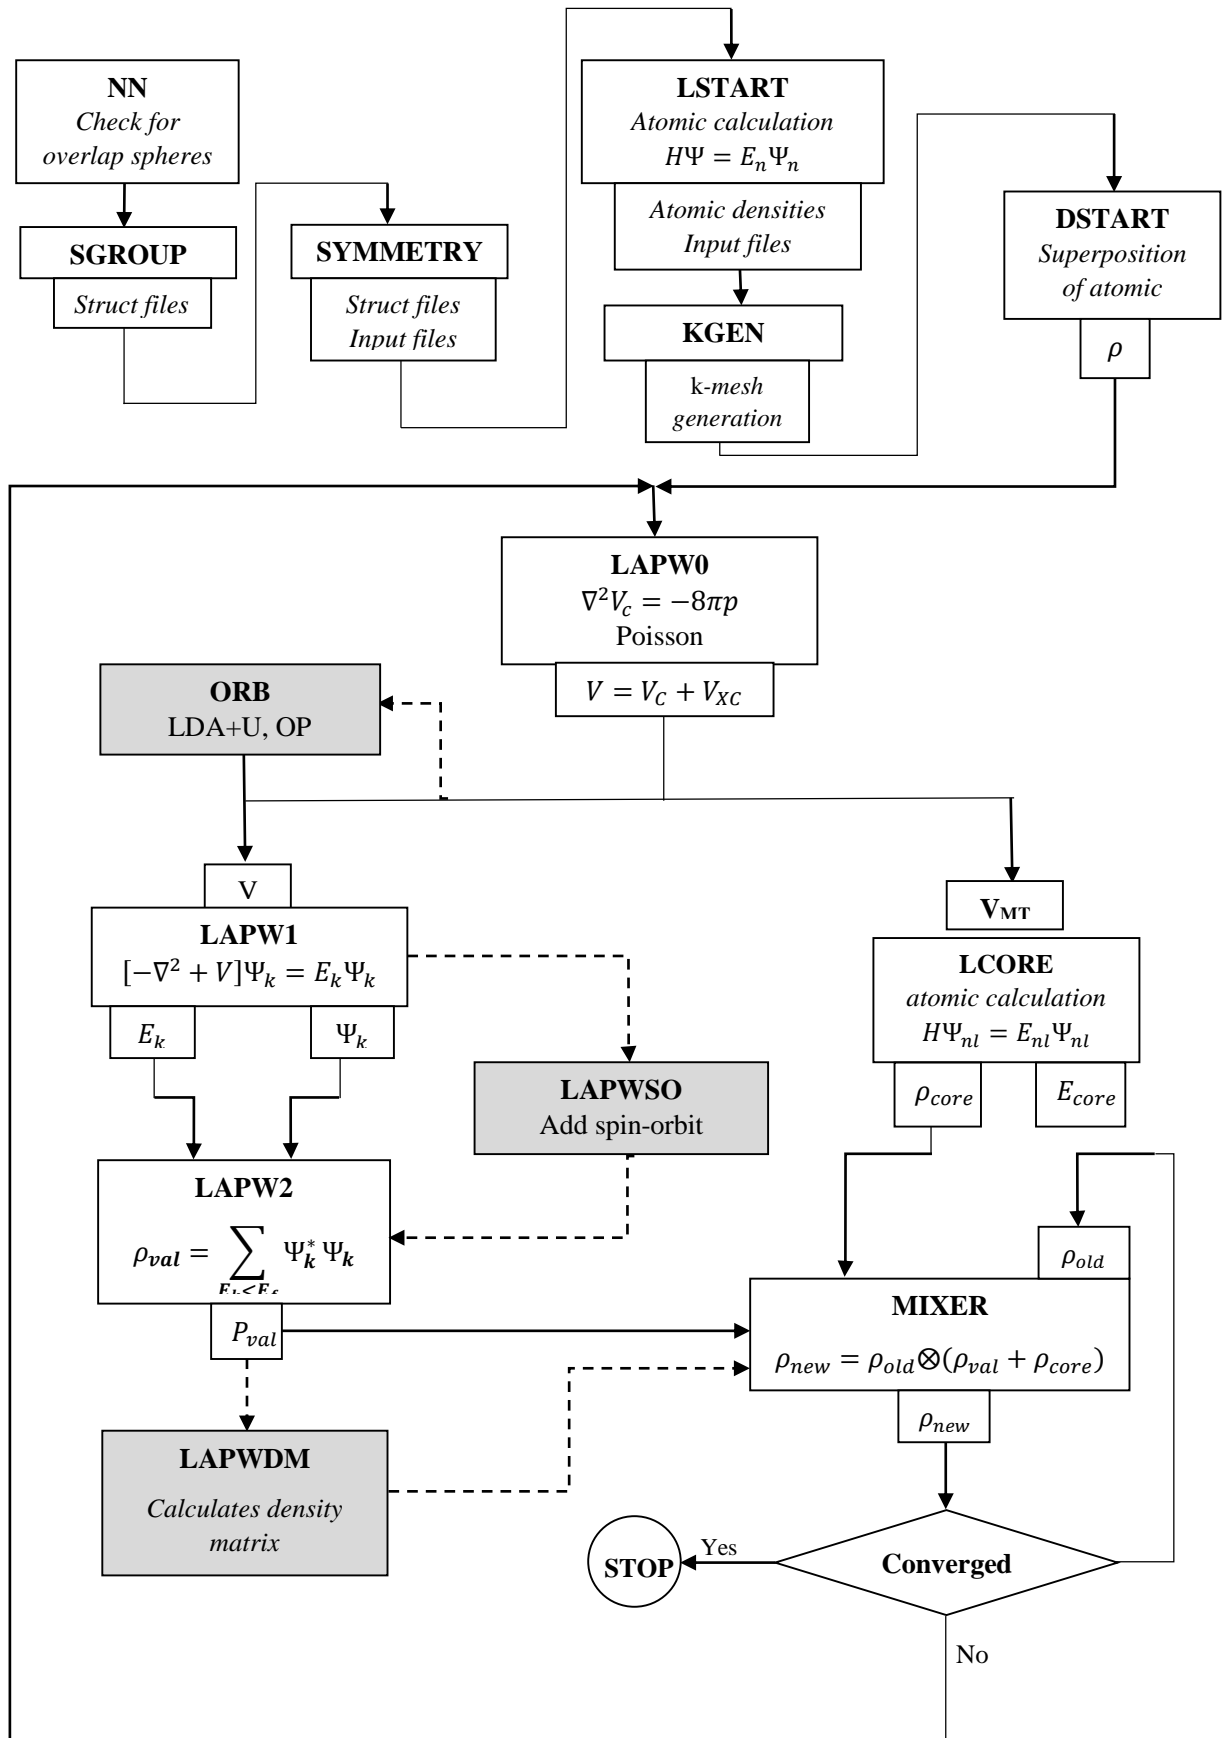 NN
Check for
overlap spheres
SGROUP
Struct files
SYMMETRY
Struct files
Input files
LSTART
Atomic calculation
HΨ = EₙΨₙ
Atomic densities
Input files
KGEN
k-mesh
generation
DSTART
Superposition
of atomic
ρ
LAPW0
∇²V_c = −8πp
Poisson
V = V_C + V_XC
ORB
LDA+U, OP
V
LAPW1
[−∇² + V]Ψ_k = E_kΨ_k
E_k
Ψ_k
V_MT
LCORE
atomic calculation
HΨ_nl = E_nlΨ_nl
ρ_core
E_core
LAPWSO
Add spin-orbit
LAPW2
ρ_val = ∑ Ψ_k^* Ψ_k
E_k<E_f
P_val
ρ_old
MIXER
ρ_new = ρ_old⊗(ρ_val + ρ_core)
ρ_new
LAPWDM
Calculates density
matrix
STOP
Yes
Converged
No